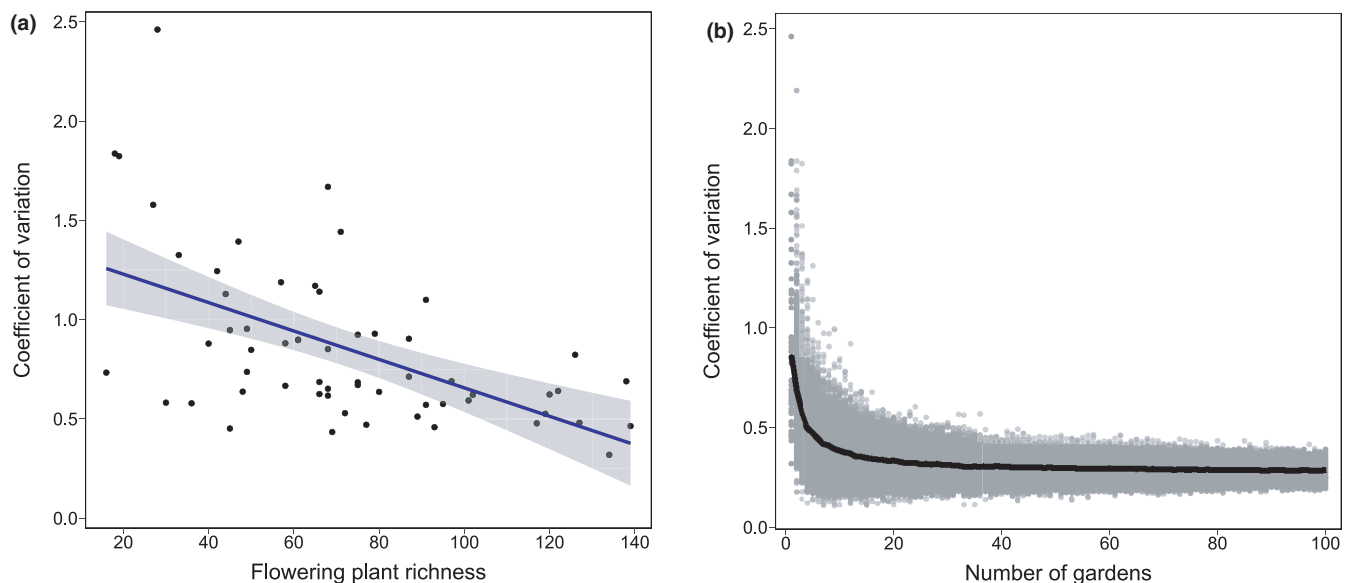 (a)
2.5
2.0
1.5
1.0
0.5
0.0
Coefficient of variation
20 40 60 80 100 120 140
Flowering plant richness
(b)
2.5
2.0
1.5
1.0
0.5
0.0
Coefficient of variation
0 20 40 60 80 100
Number of gardens